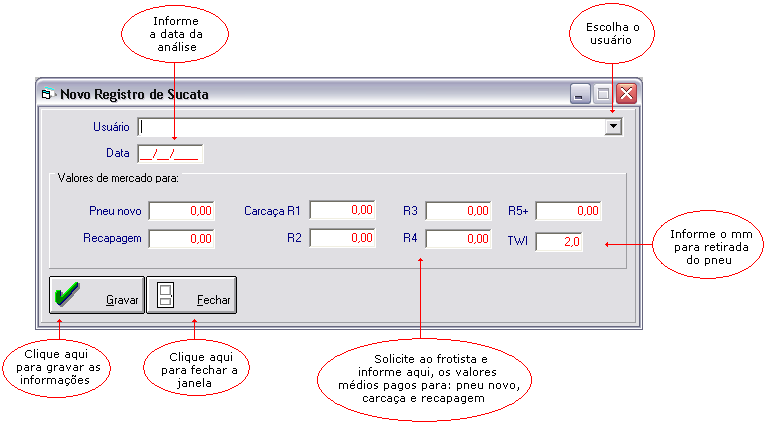 Informe
a data da
análise
Escolha o
usuário
Novo Registro de Sucata
Usuário
Data __/__/____
Valores de mercado para:
Pneu novo 0,00 Carcaça R1 0,00 R3 0,00 R5+ 0,00
Recapagem 0,00 R2 0,00 R4 0,00 TWI 2,0
Informe o mm
para retirada
do pneu
Gravar Fechar
Clique aqui
para gravar as
informações
Clique aqui
para fechar a
janela
Solicite ao frotista e
informe aqui, os valores
médios pagos para: pneu novo,
carcaça e recapagem